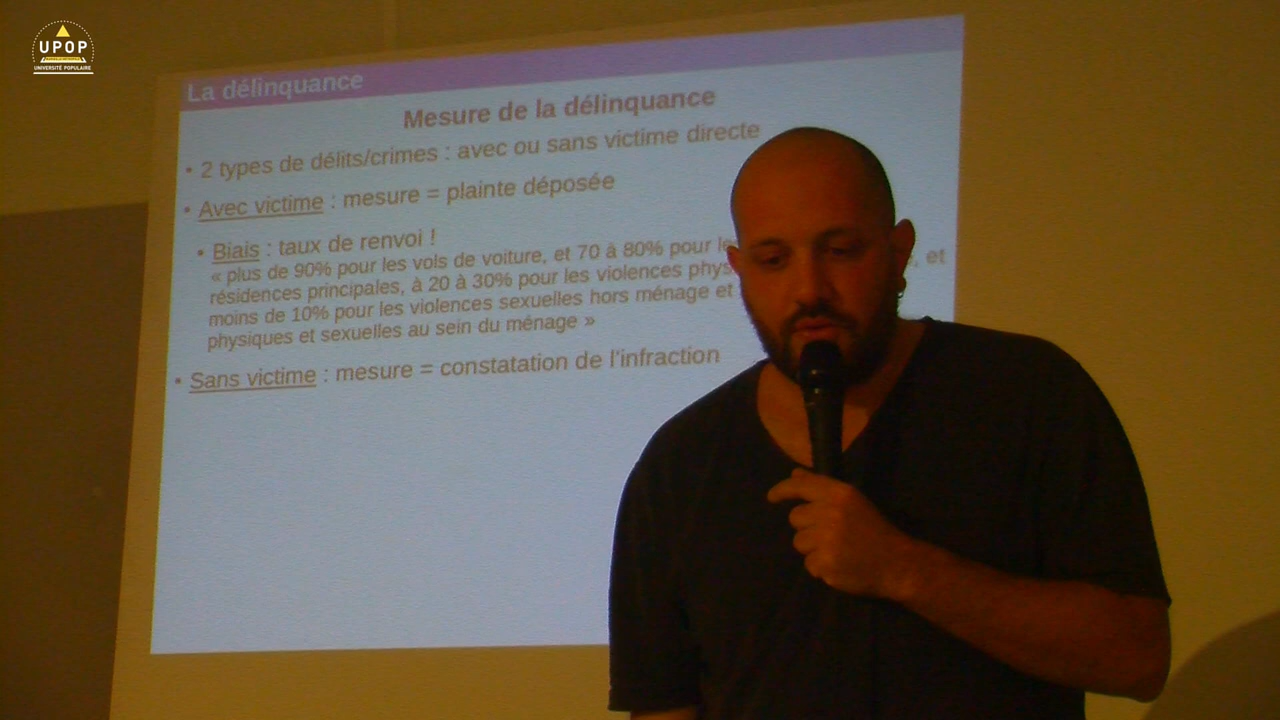 UPOP
UNIVERSITÉ POPULAIRE
La délinquance
Mesure de la délinquance
• 2 types de délits/crimes : avec ou sans victime directe
• Avec victime : mesure = plainte déposée
• Biais : taux de renvoi !
« plus de 90% pour les vols de voiture, et 70 à 80% pour , et
résidences principales, à 20 à 30% pour les violences
moins de 10% pour les violences sexuelles hors ménage et
physiques et sexuelles au sein du ménage »
• Sans victime : mesure = constatation de l'infraction